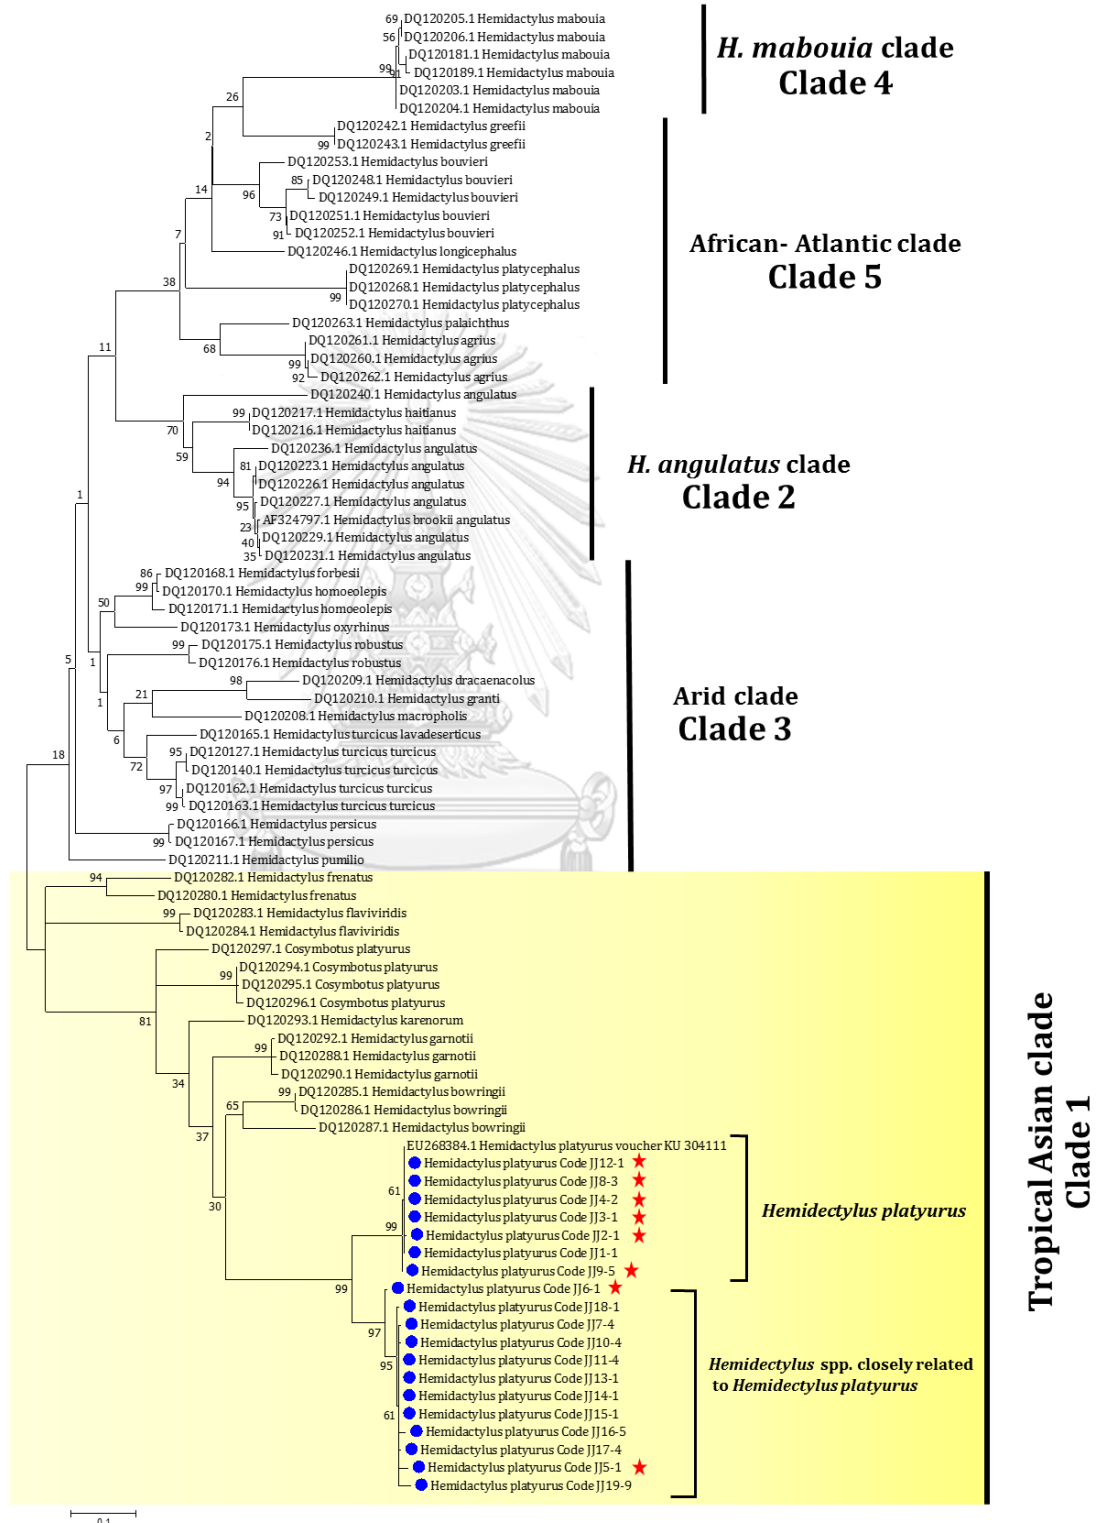 69 DQ120205.1 Hemidactylus mabouia
56 DQ120206.1 Hemidactylus mabouia
DQ120181.1 Hemidactylus mabouia
99 91 DQ120189.1 Hemidactylus mabouia
DQ120203.1 Hemidactylus mabouia
DQ120204.1 Hemidactylus mabouia
H. mabouia clade
Clade 4
26
DQ120242.1 Hemidactylus greefii
2
99 DQ120243.1 Hemidactylus greefii
DQ120253.1 Hemidactylus bouvieri
85 DQ120248.1 Hemidactylus bouvieri
14 96 DQ120249.1 Hemidactylus bouvieri
73 DQ120251.1 Hemidactylus bouvieri
7 91 DQ120252.1 Hemidactylus bouvieri
DQ120246.1 Hemidactylus longicephalus
DQ120269.1 Hemidactylus platycephalus
38 DQ120268.1 Hemidactylus platycephalus
99 DQ120270.1 Hemidactylus platycephalus
DQ120263.1 Hemidactylus palaichthus
DQ120261.1 Hemidactylus agrius
11 68 99 DQ120260.1 Hemidactylus agrius
92 DQ120262.1 Hemidactylus agrius
African- Atlantic clade
Clade 5
DQ120240.1 Hemidactylus angulatus
99 DQ120217.1 Hemidactylus haitianus
70 DQ120216.1 Hemidactylus haitianus
59 DQ120236.1 Hemidactylus angulatus
81 DQ120223.1 Hemidactylus angulatus
94 DQ120226.1 Hemidactylus angulatus
1 95 DQ120227.1 Hemidactylus angulatus
23 AF324797.1 Hemidactylus brookii angulatus
40 DQ120229.1 Hemidactylus angulatus
35 DQ120231.1 Hemidactylus angulatus
H. angulatus clade
Clade 2
86 DQ120168.1 Hemidactylus forbesii
99 DQ120170.1 Hemidactylus homoeolepis
50 DQ120171.1 Hemidactylus homoeolepis
DQ120173.1 Hemidactylus oxyrhinus
99 DQ120175.1 Hemidactylus robustus
5 1 DQ120176.1 Hemidactylus robustus
98 DQ120209.1 Hemidactylus dracaenacolus
1 21 DQ120210.1 Hemidactylus granti
DQ120208.1 Hemidactylus macropholis
6 DQ120165.1 Hemidactylus turcicus lavadeserticus
18 72 95 DQ120127.1 Hemidactylus turcicus turcicus
DQ120140.1 Hemidactylus turcicus turcicus
97 DQ120162.1 Hemidactylus turcicus turcicus
99 DQ120163.1 Hemidactylus turcicus turcicus
DQ120166.1 Hemidactylus persicus
99 DQ120167.1 Hemidactylus persicus
DQ120211.1 Hemidactylus pumilio
Arid clade
Clade 3
94 DQ120282.1 Hemidactylus frenatus
DQ120280.1 Hemidactylus frenatus
99 DQ120283.1 Hemidactylus flaviviridis
DQ120284.1 Hemidactylus flaviviridis
DQ120297.1 Cosymbotus platyurus
DQ120294.1 Cosymbotus platyurus
99 DQ120295.1 Cosymbotus platyurus
DQ120296.1 Cosymbotus platyurus
81 DQ120293.1 Hemidactylus karenorum
DQ120292.1 Hemidactylus garnotii
99 DQ120288.1 Hemidactylus garnotii
34 DQ120290.1 Hemidactylus garnotii
99 DQ120285.1 Hemidactylus bowringii
65 DQ120286.1 Hemidactylus bowringii
37 DQ120287.1 Hemidactylus bowringii
EU268384.1 Hemidactylus platyurus voucher KU 304111
Hemidactylus platyurus Code JJ12-1
61 Hemidactylus platyurus Code JJ8-3
30 Hemidactylus platyurus Code JJ4-2
99 Hemidactylus platyurus Code JJ3-1
Hemidactylus platyurus Code JJ2-1
Hemidactylus platyurus Code JJ1-1
Hemidactylus platyurus Code JJ9-5
Hemidectylus platyurus
99 Hemidactylus platyurus Code JJ6-1
Hemidactylus platyurus Code JJ18-1
97 Hemidactylus platyurus Code JJ7-4
Hemidactylus platyurus Code JJ10-4
95 Hemidactylus platyurus Code JJ11-4
Hemidactylus platyurus Code JJ13-1
Hemidactylus platyurus Code JJ14-1
61 Hemidactylus platyurus Code JJ15-1
Hemidactylus platyurus Code JJ16-5
Hemidactylus platyurus Code JJ17-4
Hemidactylus platyurus Code JJ5-1
Hemidactylus platyurus Code JJ19-9
Hemidectylus spp. closely related
to Hemidectylus platyurus
Tropical Asian clade
Clade 1
0.1